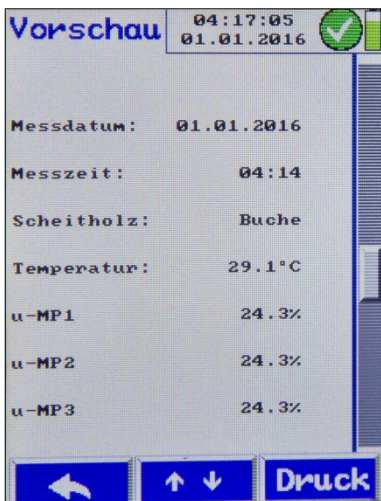 Vorschau
04:17:05
01.01.2016
Messdatum: 01.01.2016
Messzeit: 04:14
Scheitholz: Buche
Temperatur: 29.1°C
u-MP1 24.3%
u-MP2 24.3%
u-MP3 24.3%
Druck